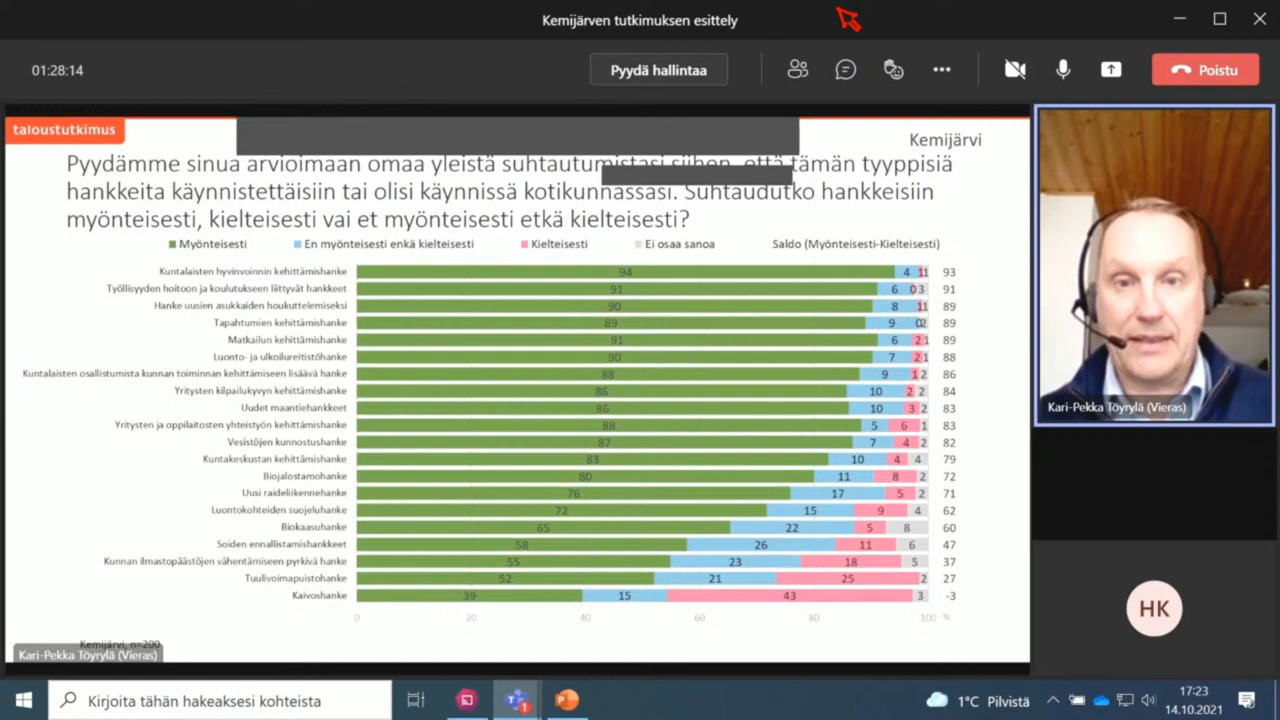 Kemijärven tutkimuksen esittely
01:28:14
Pyydä hallintaa
Poistu
taloustutkimus
Kemijärvi
Pyydämme sinua arvioimaan omaa yleistä suhtautumistasi siihen, että tämän tyyppisiä
hankkeita käynnistettäisiin tai olisi käynnissä kotikunnassasi. Suhtaudutko hankkeisiin
myönteisesti, kielteisesti vai et myönteisesti etkä kielteisesti?
Myönteisesti En myönteisesti enkä kielteisesti Kielteisesti Ei osaa sanoa Saldo (Myönteisesti-Kielteisesti)
Kuntalaisten hyvinvoinnin kehittämishanke 94 4 1 1 93
Työllisyyden hoitoon ja koulutukseen liittyvät hankkeet 91 6 0 3 91
Hanke uusien asukkaiden houkuttelemiseksi 90 8 1 1 89
Tapahtumien kehittämishanke 89 9 0 2 89
Matkailun kehittämishanke 91 6 2 1 89
Luonto- ja ulkoilureitistöhanke 90 7 2 1 88
Kuntalaisten osallistumista kunnan toiminnan kehittämiseen lisäävä hanke 88 9 1 2 86
Yritysten kilpailukyvyn kehittämishanke 86 10 2 2 84
Uudet maantiehankkeet 86 10 3 2 83
Yritysten ja oppilaitosten yhteistyön kehittämishanke 88 5 6 1 83
Vesistöjen kunnostushanke 87 7 4 2 82
Kuntakeskustan kehittämishanke 83 10 4 4 79
Biojalostamohanke 80 11 8 2 72
Uusi raideliikennehanke 76 17 5 2 71
Luontokohteiden suojeluhanke 72 15 9 4 62
Biokaasuhanke 65 22 5 8 60
Soiden ennallistamishankkeet 58 26 11 6 47
Kunnan ilmastopäästöjen vähentämiseen pyrkivä hanke 55 23 18 5 37
Tuulivoimapuistohanke 52 21 25 2 27
Kaivoshanke 39 15 43 3 -3
0 20 40 60 80 100 %
Kemijärvi, n=200
Kari-Pekka Töyrylä (Vieras)
Kari-Pekka Töyrylä (Vieras)
HK
Kirjoita tähän hakeaksesi kohteista
1
1°C Pilvistä
17:23
14.10.2021